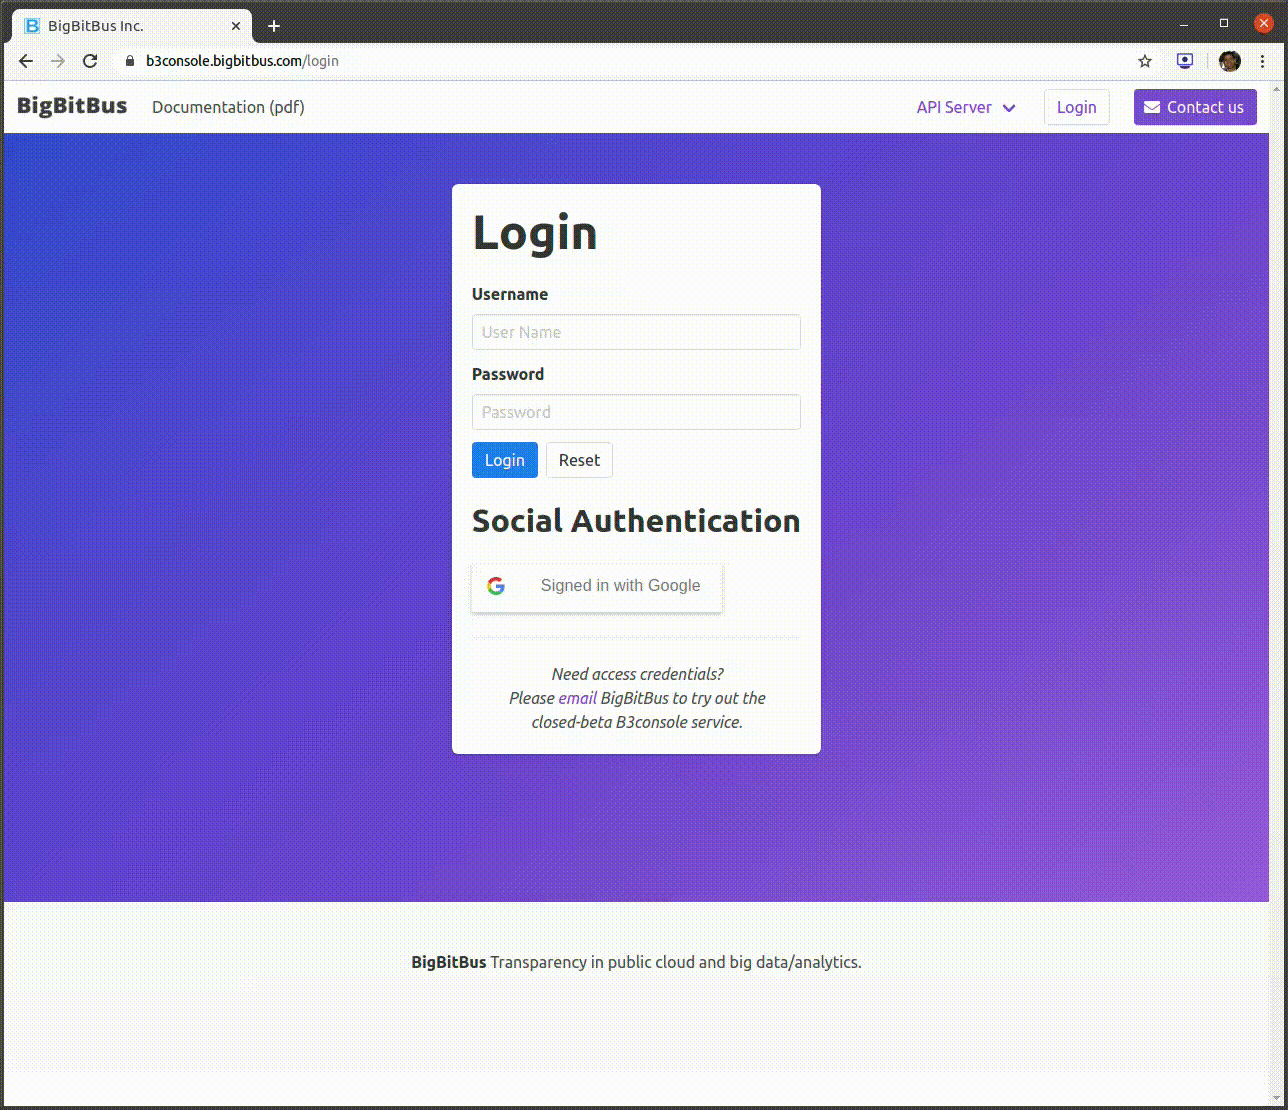 BigBitBus Inc.
b3console.bigbitbus.com/login
BigBitBus Documentation (pdf) API Server Login Contact us
Login
Username
User Name
Password
Password
Login Reset
Social Authentication
Signed in with Google
Need access credentials?
Please email BigBitBus to try out the
closed-beta B3console service.
BigBitBus Transparency in public cloud and big data/analytics.